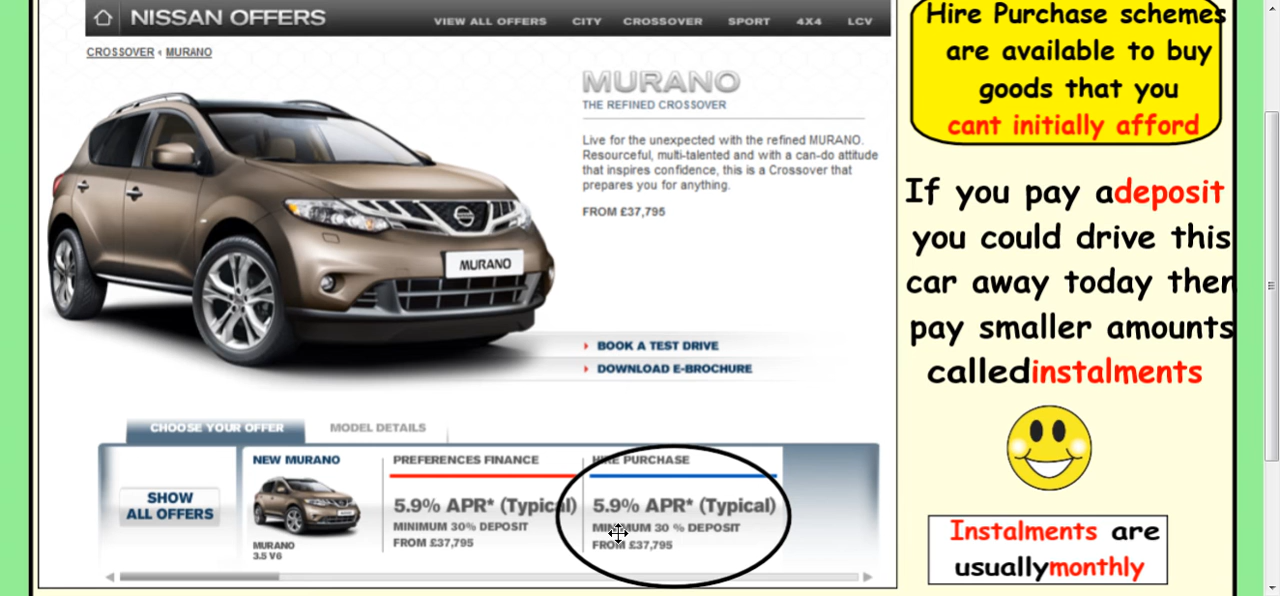 NISSAN OFFERS
VIEW ALL OFFERS CITY CROSSOVER SPORT 4X4 LCV
CROSSOVER ‹ MURANO
MURANO
THE REFINED CROSSOVER
Live for the unexpected with the refined MURANO.
Resourceful, multi-talented and with a can-do attitude
that inspires confidence, this is a Crossover that
prepares you for anything.
FROM £37,795
MURANO
BOOK A TEST DRIVE
DOWNLOAD E-BROCHURE
CHOOSE YOUR OFFER MODEL DETAILS
SHOW
ALL OFFERS
NEW MURANO
MURANO
3.5 V6
PREFERENCES FINANCE
5.9% APR* (Typical)
MINIMUM 30% DEPOSIT
FROM £37,795
HIRE PURCHASE
5.9% APR* (Typical)
MINIMUM 30 % DEPOSIT
FROM £37,795
Hire Purchase schemes
are available to buy
goods that you
cant initially afford
If you pay a deposit
you could drive this
car away today then
pay smaller amounts
called instalments
Instalments are
usually monthly